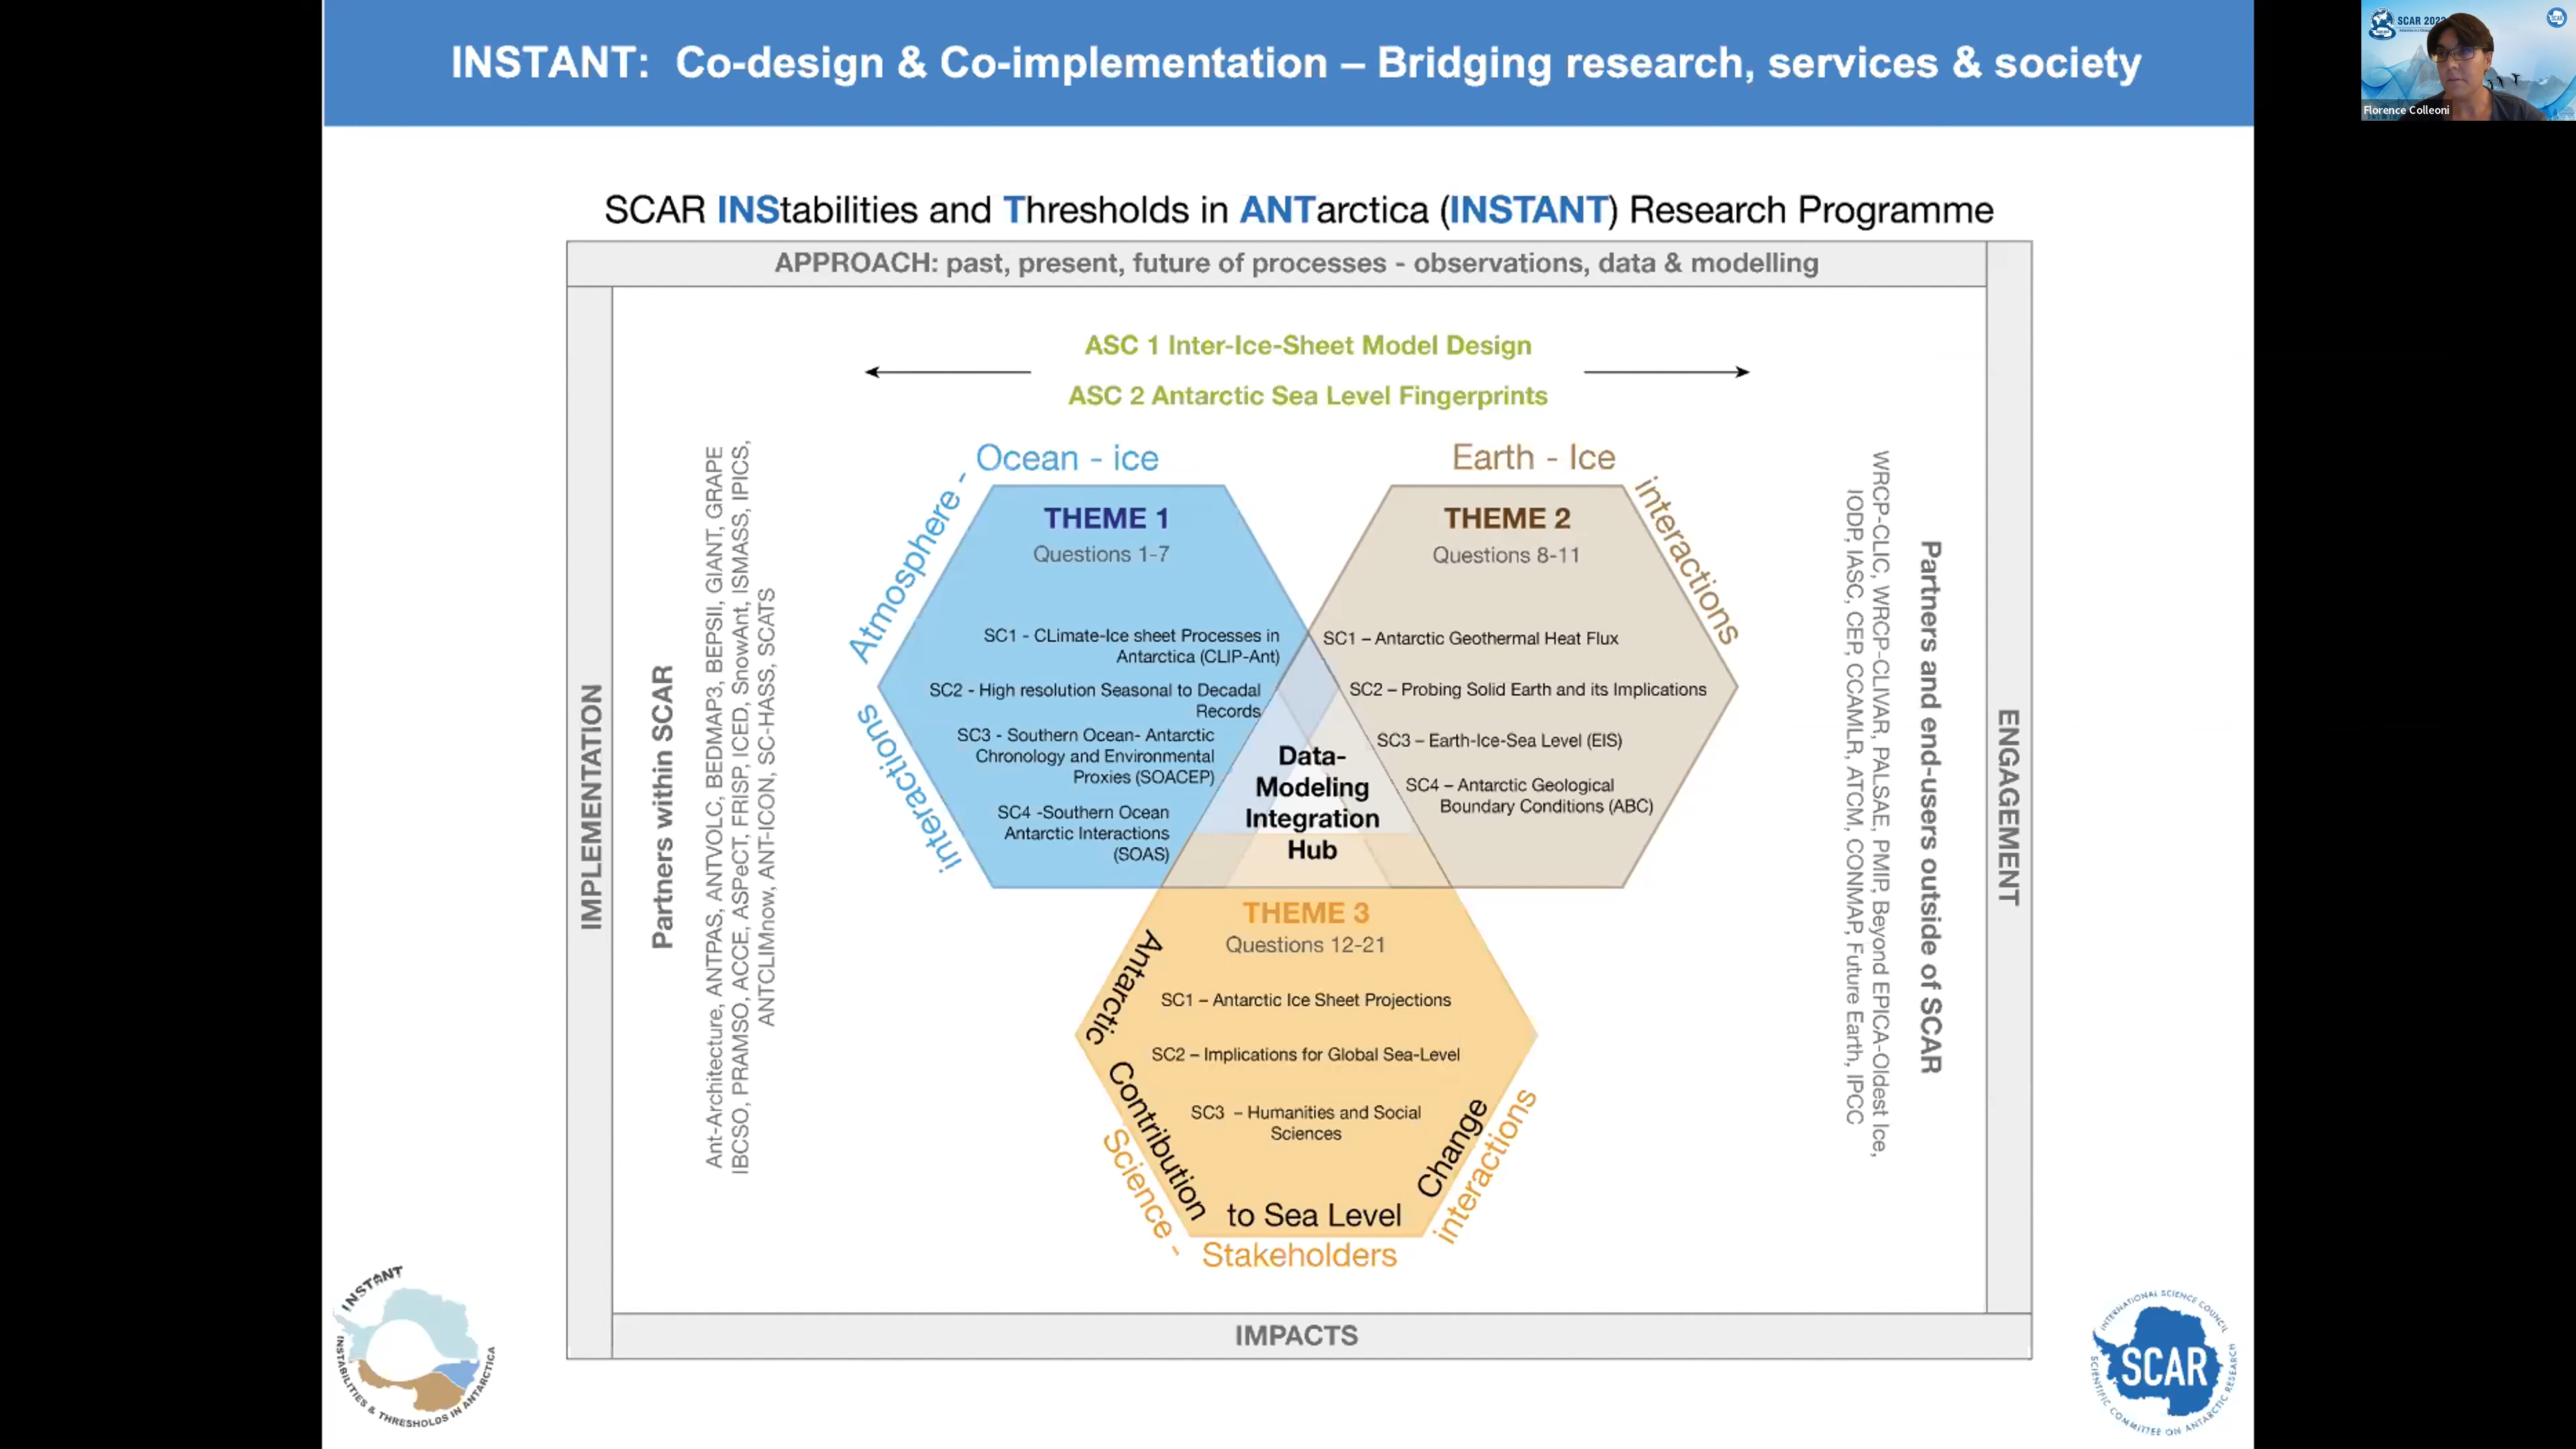 INSTANT: Co-design & Co-implementation – Bridging research, services & society
SCAR 2022
Florence Colleoni
SCAR INStabilities and Thresholds in ANTarctica (INSTANT) Research Programme
APPROACH: past, present, future of processes - observations, data & modelling
ASC 1 Inter-Ice-Sheet Model Design
ASC 2 Antarctic Sea Level Fingerprints
IMPLEMENTATION
Partners within SCAR
Ant-Architecture, ANTPAS, ANTVOLC, BEDMAP3, BEPSII, GIANT, GRAPE
IBCSO, PRAMSO, ACCE, ASPeCT, FRISP, ICED, SnowAnt, ISMASS, IPICS,
ANTCLIMnow, ANT-ICON, SC-HASS, SCATS
Atmosphere -
Ocean - ice
interactions
THEME 1
Questions 1-7
SC1 - CLimate-Ice sheet Processes in
Antarctica (CLIP-Ant)
SC2 - High resolution Seasonal to Decadal
Records
SC3 - Southern Ocean- Antarctic
Chronology and Environmental
Proxies (SOACEP)
SC4 -Southern Ocean
Antarctic Interactions
(SOAS)
Earth - Ice
interactions
THEME 2
Questions 8-11
SC1 – Antarctic Geothermal Heat Flux
SC2 – Probing Solid Earth and its Implications
SC3 – Earth-Ice-Sea Level (EIS)
SC4 – Antarctic Geological
Boundary Conditions (ABC)
Data-
Modeling
Integration
Hub
THEME 3
Questions 12-21
SC1 – Antarctic Ice Sheet Projections
SC2 – Implications for Global Sea-Level
SC3 – Humanities and Social
Sciences
Antarctic
Contribution
to Sea Level
Change
Science -
Stakeholders
interactions
WRCP-CLIC, WRCP-CLIVAR, PALSAE, PMIP, Beyond EPICA-Oldest Ice,
IODP, IASC, CEP, CCAMLR, ATCM, CONMAP, Future Earth, IPCC
Partners and end-users outside of SCAR
ENGAGEMENT
IMPACTS
INSTANT
INSTABILITIES & THRESHOLDS IN ANTARCTICA
INTERNATIONAL SCIENCE COUNCIL
SCAR
SCIENTIFIC COMMITTEE ON ANTARCTIC RESEARCH